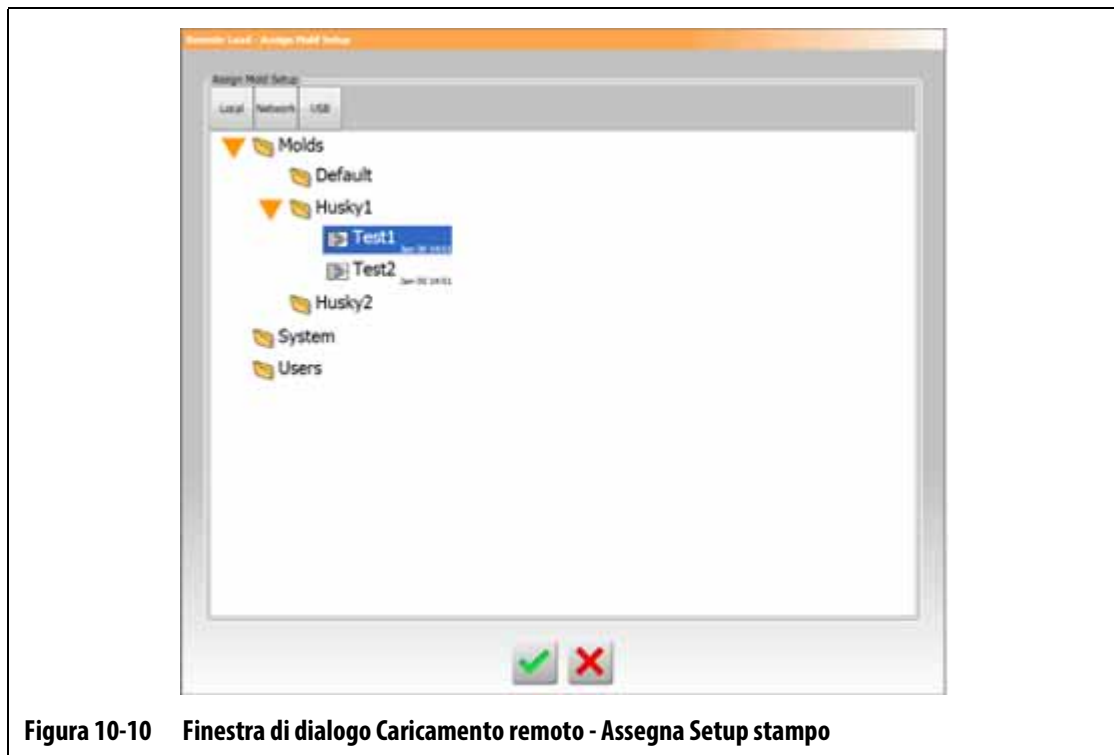 Remote Load - Assign Mold Setup
Assign Mold Setup
Local Network USB
Molds
Default
Husky1
Test1
Test2
Husky2
System
Users
Figura 10-10 Finestra di dialogo Caricamento remoto - Assegna Setup stampo